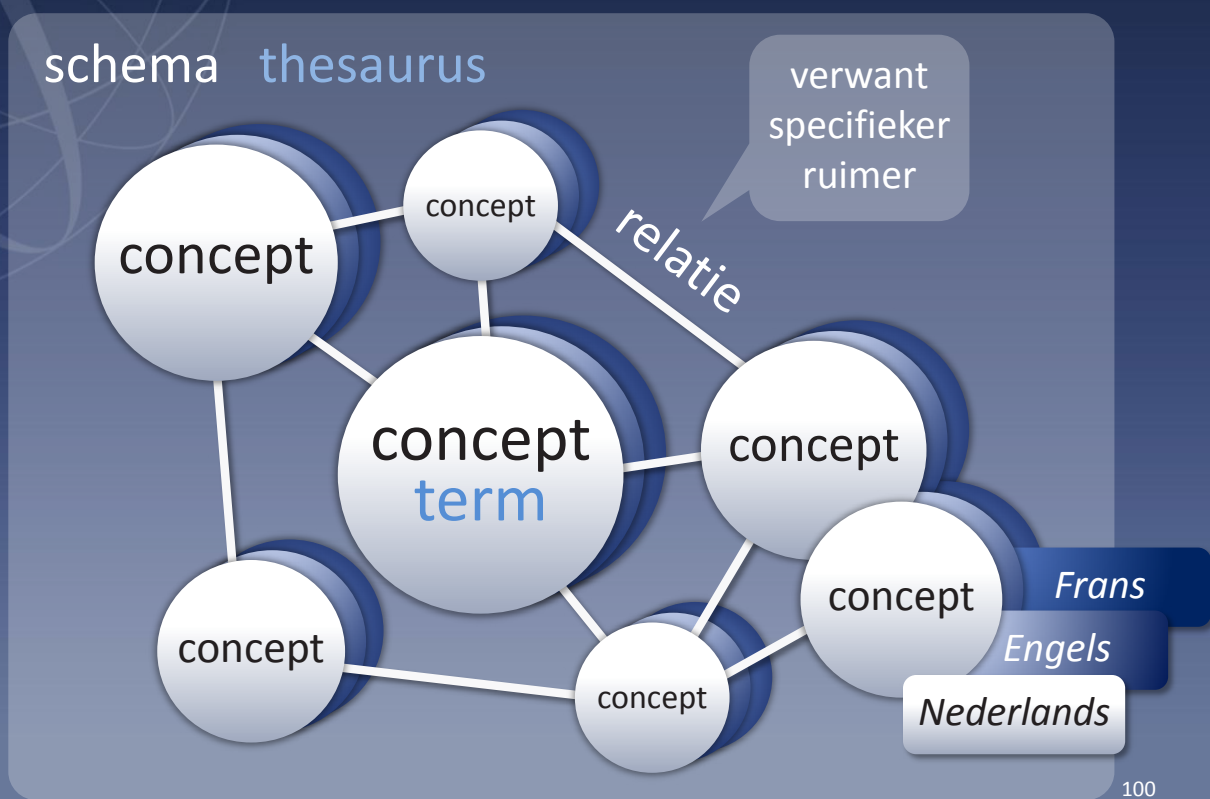 schema thesaurus
verwant
specifieker
ruimer
relatie
concept
concept
concept
term
concept
concept
Frans
concept
Engels
concept
Nederlands
100